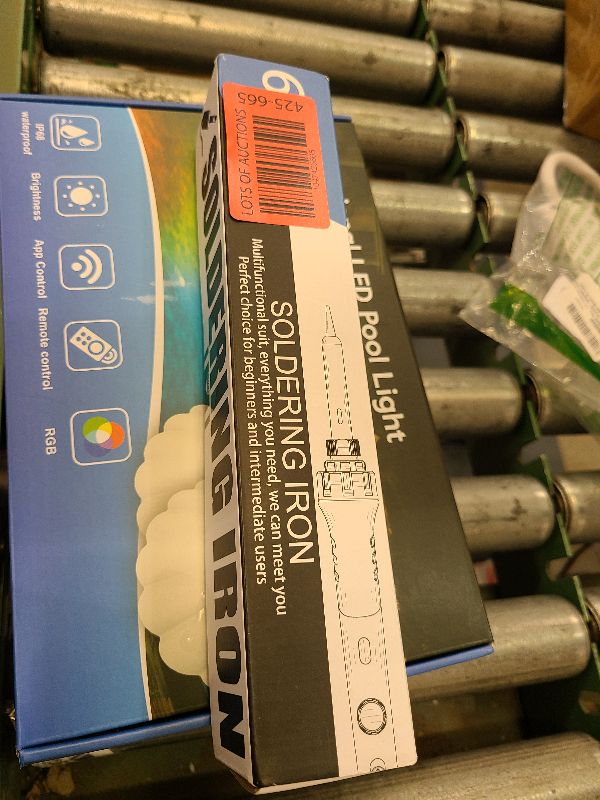 IP68
waterproof
Brightness
App Control
Remote control
RGB
LED Pool Light
6
425-665
LOTS OF AUCTIONS
SOLDERING IRON
Multifunctional suit, everything you need, we can meet you
Perfect choice for beginners and intermediate users
SOLDERING IRON